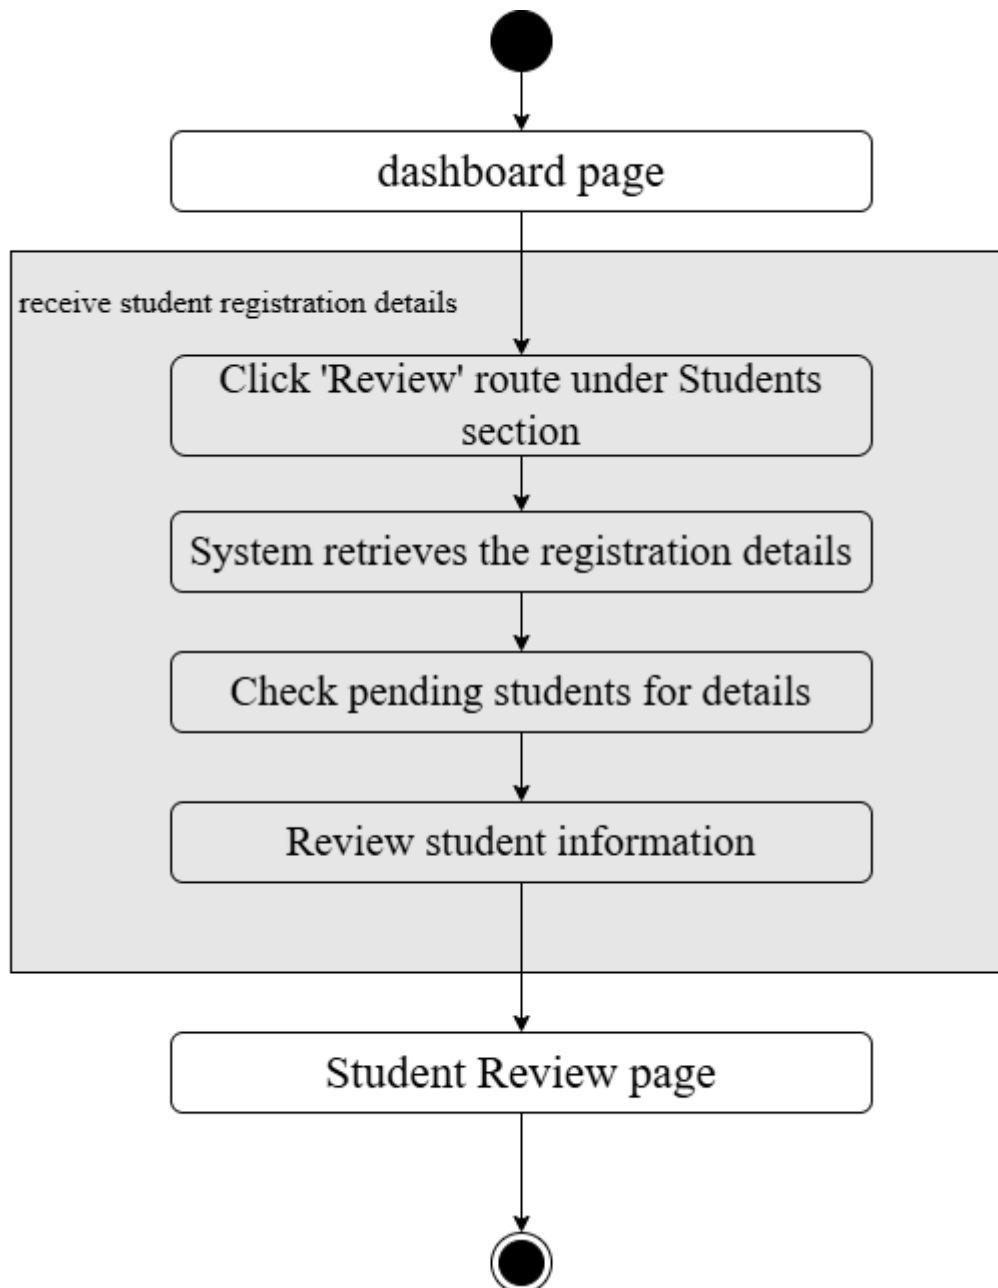 dashboard page
receive student registration details
Click 'Review' route under Students
section
System retrieves the registration details
Check pending students for details
Review student information
Student Review page